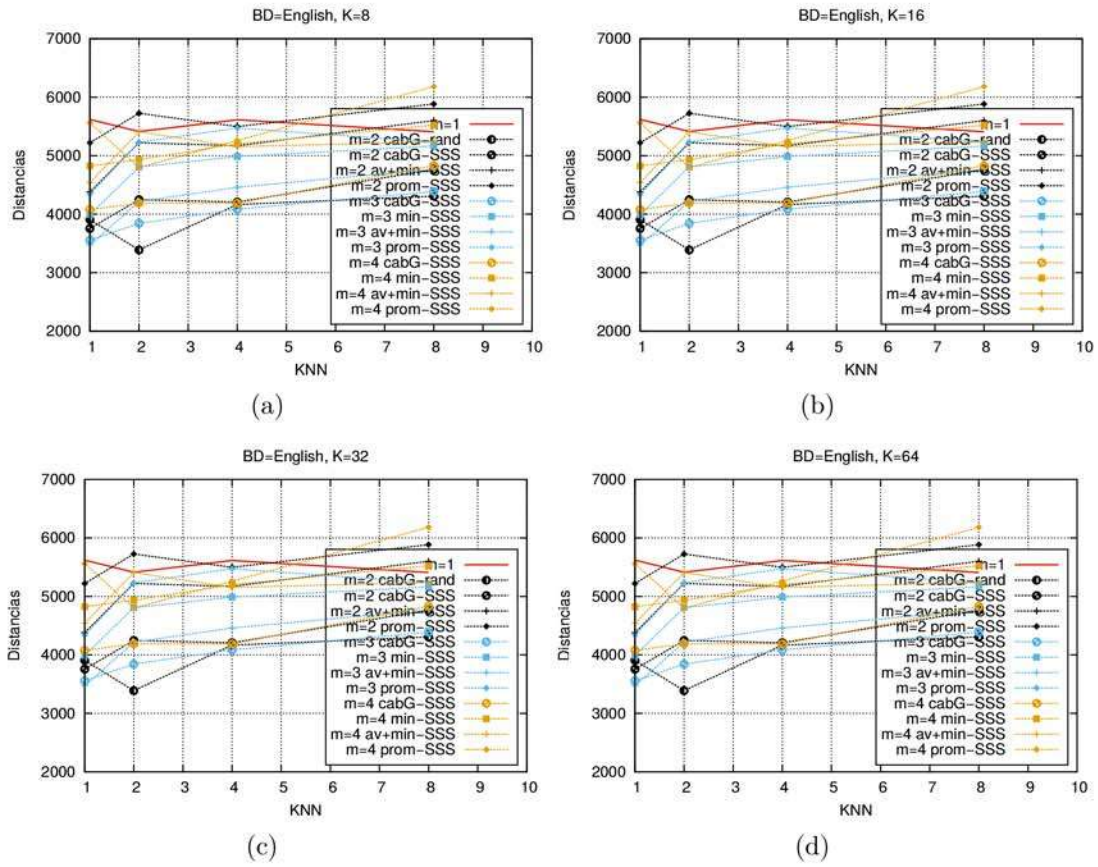 BD=English, K=8
7000
6000
5000
4000
3000
2000
Distancias
m=1
m=2 cabG-rand
m=2 cabG-SSS
m=2 av+min-SSS
m=2 prom-SSS
m=3 cabG-SSS
m=3 min-SSS
m=3 av+min-SSS
m=3 prom-SSS
m=4 cabG-SSS
m=4 min-SSS
m=4 av+min-SSS
m=4 prom-SSS
1 2 3 4 5 6 7 8 9 10
KNN
(a)
BD=English, K=16
7000
6000
5000
4000
3000
2000
Distancias
m=1
m=2 cabG-rand
m=2 cabG-SSS
m=2 av+min-SSS
m=2 prom-SSS
m=3 cabG-SSS
m=3 min-SSS
m=3 av+min-SSS
m=3 prom-SSS
m=4 cabG-SSS
m=4 min-SSS
m=4 av+min-SSS
m=4 prom-SSS
1 2 3 4 5 6 7 8 9 10
KNN
(b)
BD=English, K=32
7000
6000
5000
4000
3000
2000
Distancias
m=1
m=2 cabG-rand
m=2 cabG-SSS
m=2 av+min-SSS
m=2 prom-SSS
m=3 cabG-SSS
m=3 min-SSS
m=3 av+min-SSS
m=3 prom-SSS
m=4 cabG-SSS
m=4 min-SSS
m=4 av+min-SSS
m=4 prom-SSS
1 2 3 4 5 6 7 8 9 10
KNN
(c)
BD=English, K=64
7000
6000
5000
4000
3000
2000
Distancias
m=1
m=2 cabG-rand
m=2 cabG-SSS
m=2 av+min-SSS
m=2 prom-SSS
m=3 cabG-SSS
m=3 min-SSS
m=3 av+min-SSS
m=3 prom-SSS
m=4 cabG-SSS
m=4 min-SSS
m=4 av+min-SSS
m=4 prom-SSS
1 2 3 4 5 6 7 8 9 10
KNN
(d)